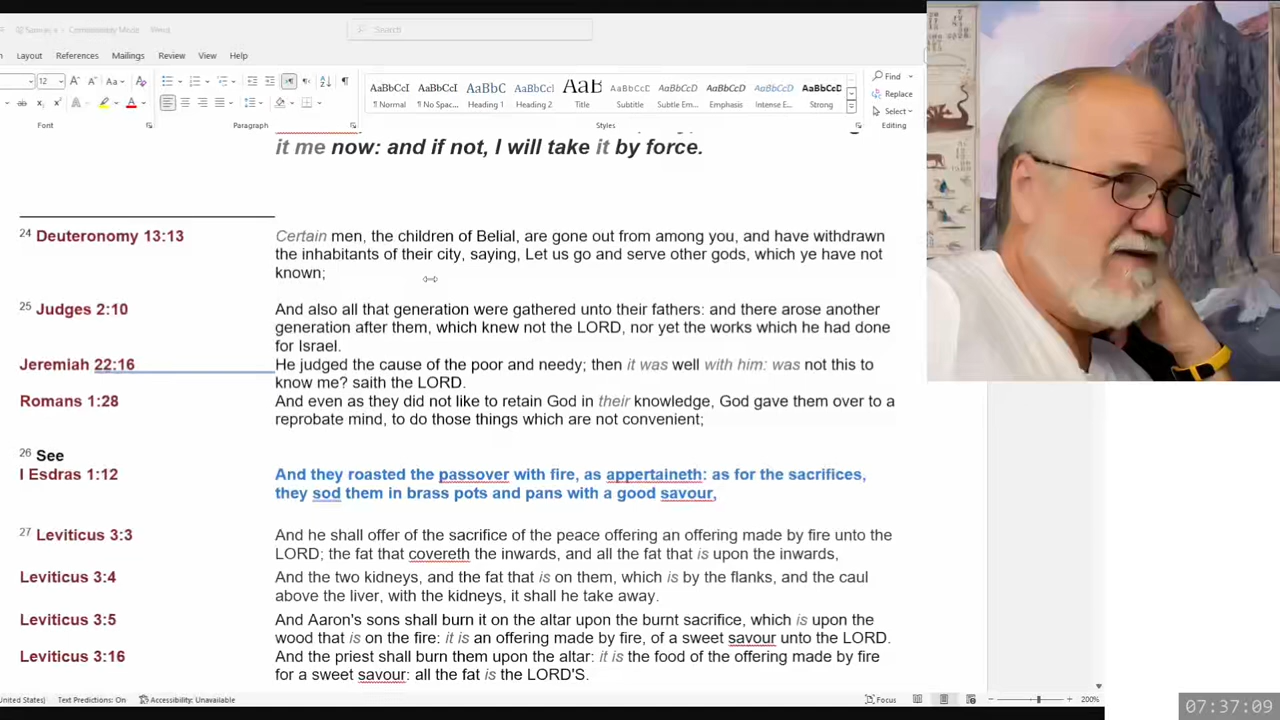 Search
Layout References Mailings Review View Help
12
Aa
AaBbCcI AaBbCcI AaBbC AaBbCcl AaB AaBbCcD AaBbCcD AaBbCcD AaBbCcD AaBbCcD
¶ Normal ¶ No Spac... Heading 1 Heading 2 Title Subtitle Subtle Em... Emphasis Intense E... Strong
Find
Replace
Select
Font Paragraph Styles Editing
it me now: and if not, I will take it by force.
24 Deuteronomy 13:13 Certain men, the children of Belial, are gone out from among you, and have withdrawn
the inhabitants of their city, saying, Let us go and serve other gods, which ye have not
known;
25 Judges 2:10 And also all that generation were gathered unto their fathers: and there arose another
generation after them, which knew not the LORD, nor yet the works which he had done
for Israel.
Jeremiah 22:16 He judged the cause of the poor and needy; then it was well with him: was not this to
know me? saith the LORD.
Romans 1:28 And even as they did not like to retain God in their knowledge, God gave them over to a
reprobate mind, to do those things which are not convenient;
26 See
I Esdras 1:12 And they roasted the passover with fire, as appertaineth: as for the sacrifices,
they sod them in brass pots and pans with a good savour,
27 Leviticus 3:3 And he shall offer of the sacrifice of the peace offering an offering made by fire unto the
LORD; the fat that covereth the inwards, and all the fat that is upon the inwards,
Leviticus 3:4 And the two kidneys, and the fat that is on them, which is by the flanks, and the caul
above the liver, with the kidneys, it shall he take away.
Leviticus 3:5 And Aaron's sons shall burn it on the altar upon the burnt sacrifice, which is upon the
wood that is on the fire: it is an offering made by fire, of a sweet savour unto the LORD.
Leviticus 3:16 And the priest shall burn them upon the altar: it is the food of the offering made by fire
for a sweet savour: all the fat is the LORD'S.
United States) Text Predictions: On Accessibility: Unavailable Focus 200%
07:37:09